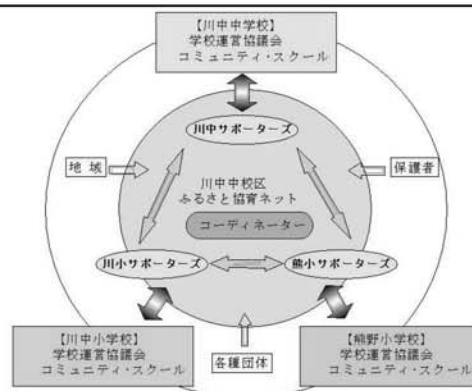 【川中中学校】
学校運営協議会
コミュニティ・スクール
川中サポーターズ
地 域
保護者
川中中校区
ふるさと協育ネット
コーディネーター
川小サポーターズ
熊小サポーターズ
【川中小学校】
学校運営協議会
コミュニティ・スクール
各種団体
【熊野小学校】
学校運営協議会
コミュニティ・スクール